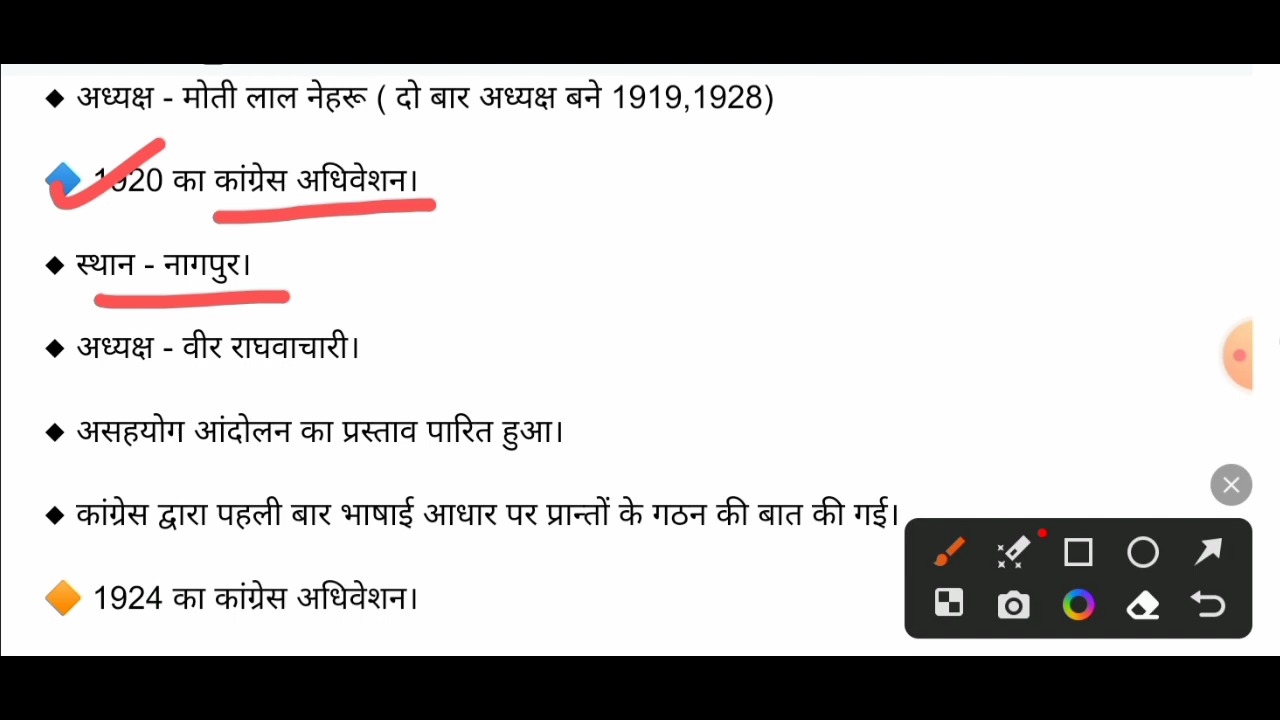 ◆ अध्यक्ष - मोती लाल नेहरू ( दो बार अध्यक्ष बने 1919,1928)
🔷 1920 का कांग्रेस अधिवेशन।
◆ स्थान - नागपुर।
◆ अध्यक्ष - वीर राघवाचारी।
◆ असहयोग आंदोलन का प्रस्ताव पारित हुआ।
◆ कांग्रेस द्वारा पहली बार भाषाई आधार पर प्रान्तों के गठन की बात की गई।
🔶 1924 का कांग्रेस अधिवेशन।